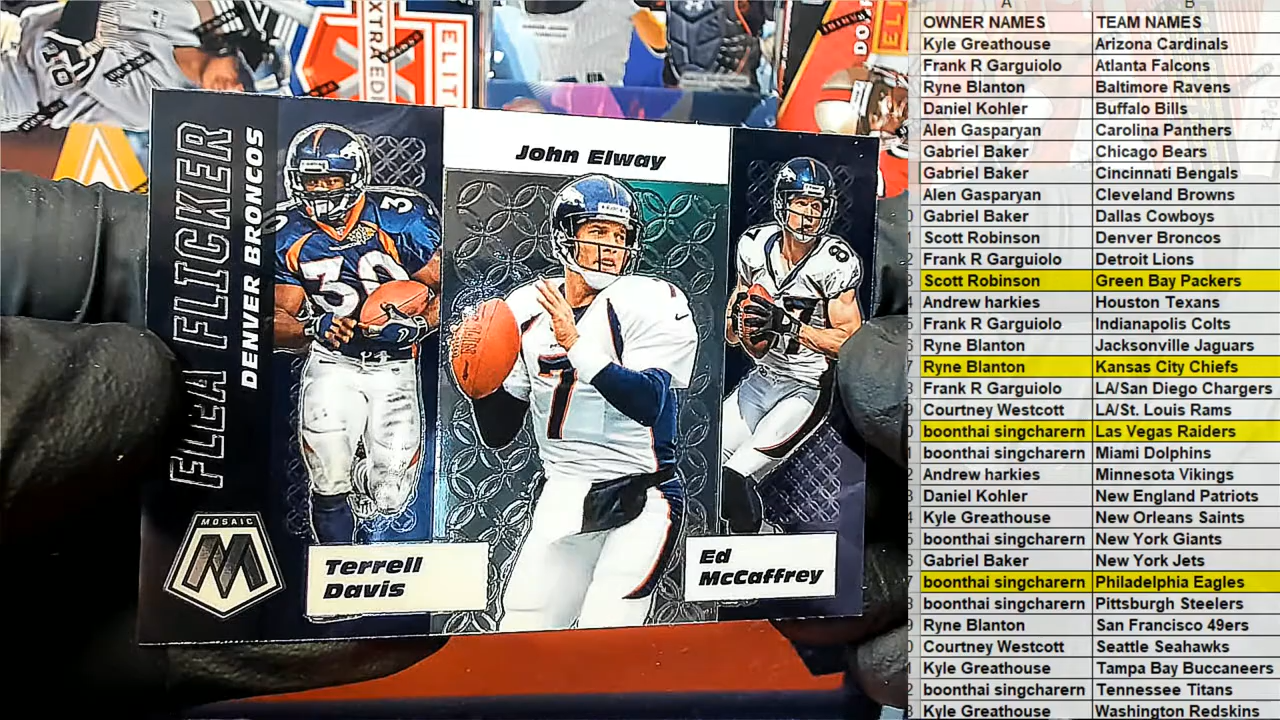 EXTRA EDI
ELITE
FLEA FLICKER
DENVER BRONCOS
MOSAIC
M
John Elway
30
30
7
7
87
Terrell
Davis
Ed
McCaffrey
A B
OWNER NAMES TEAM NAMES
Kyle Greathouse Arizona Cardinals
Frank R Garguiolo Atlanta Falcons
Ryne Blanton Baltimore Ravens
Daniel Kohler Buffalo Bills
Alen Gasparyan Carolina Panthers
Gabriel Baker Chicago Bears
Gabriel Baker Cincinnati Bengals
Alen Gasparyan Cleveland Browns
Gabriel Baker Dallas Cowboys
Scott Robinson Denver Broncos
Frank R Garguiolo Detroit Lions
Scott Robinson Green Bay Packers
Andrew harkies Houston Texans
Frank R Garguiolo Indianapolis Colts
Ryne Blanton Jacksonville Jaguars
Ryne Blanton Kansas City Chiefs
Frank R Garguiolo LA/San Diego Chargers
Courtney Westcott LA/St. Louis Rams
boonthai singcharern Las Vegas Raiders
boonthai singcharern Miami Dolphins
Andrew harkies Minnesota Vikings
Daniel Kohler New England Patriots
Kyle Greathouse New Orleans Saints
boonthai singcharern New York Giants
Gabriel Baker New York Jets
boonthai singcharern Philadelphia Eagles
boonthai singcharern Pittsburgh Steelers
Ryne Blanton San Francisco 49ers
Courtney Westcott Seattle Seahawks
Kyle Greathouse Tampa Bay Buccaneers
boonthai singcharern Tennessee Titans
Kyle Greathouse Washington Redskins